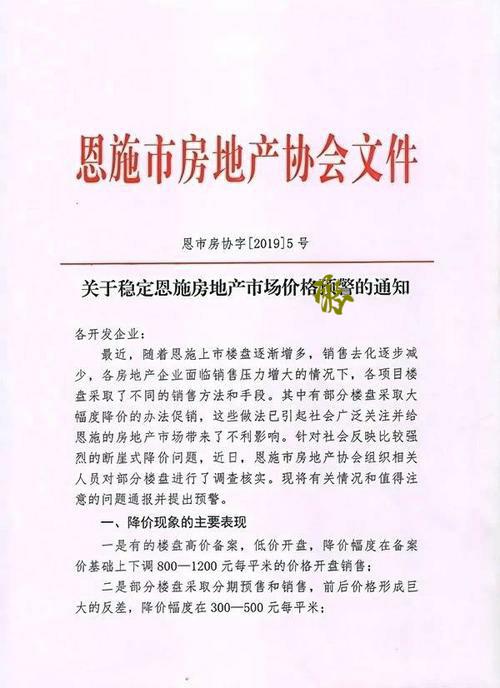 恩施市房地产协会文件
恩市房协字[2019]5号
关于稳定恩施房地产市场价格预警的通知
各开发企业:
最近，随着恩施上市楼盘逐渐增多，销售去化逐步减
少，各房地产企业面临销售压力增大的情况下，各项目楼
盘采取了不同的销售方法和手段。其中有部分楼盘采取大
幅度降价的办法促销，这些做法已引起社会广泛关注并给
恩施的房地产市场带来了不利影响。针对社会反映比较强
烈的断崖式降价问题，近日，恩施市房地产协会组织相关
人员对部分楼盘进行了调查核实。现将有关情况和值得注
意的问题通报并提出预警。
一、降价现象的主要表现
一是有的楼盘高价备案，低价开盘，降价幅度在备案
价基础上下调800—1200元每平米的价格开盘销售；
二是部分楼盘采取分期预售和销售，前后价格形成巨
大的反差，降价幅度在300—500元每平米；